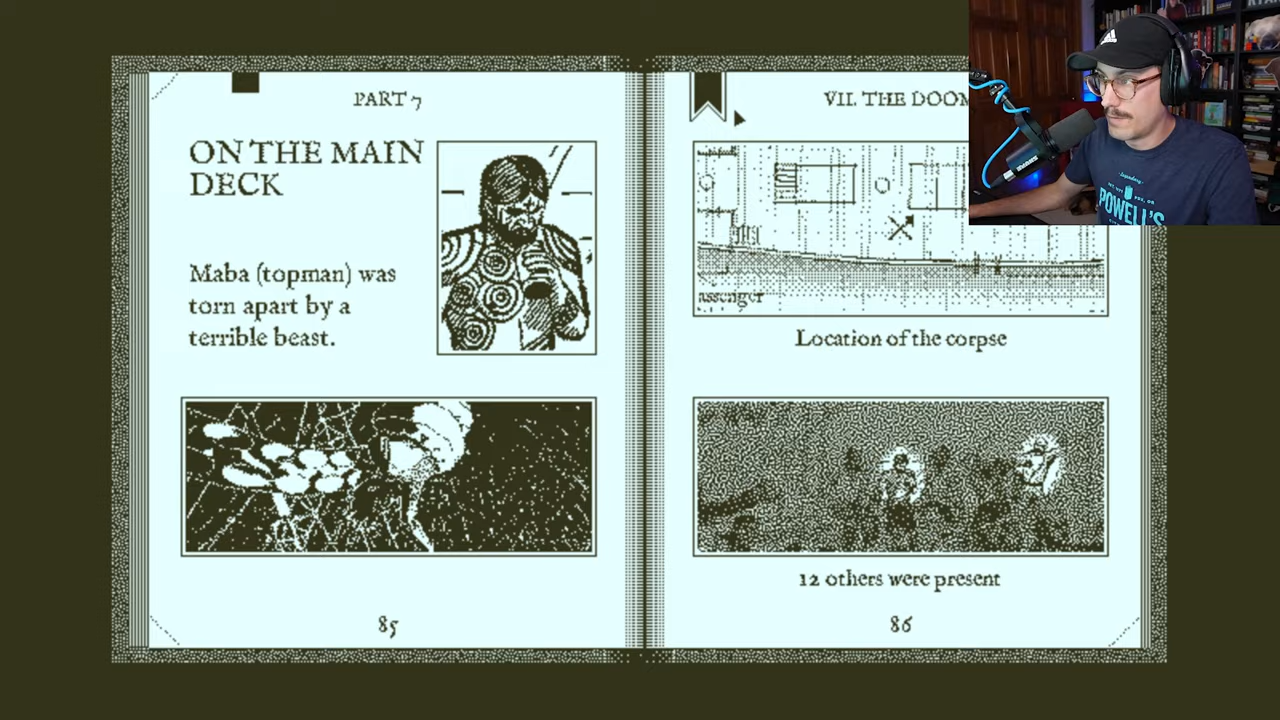 PART 7
ON THE MAIN
DECK
Maba (topman) was
torn apart by a
terrible beast.
85
VII. THE DOOM
assenger
Location of the corpse
12 others were present
86
POWELL'S